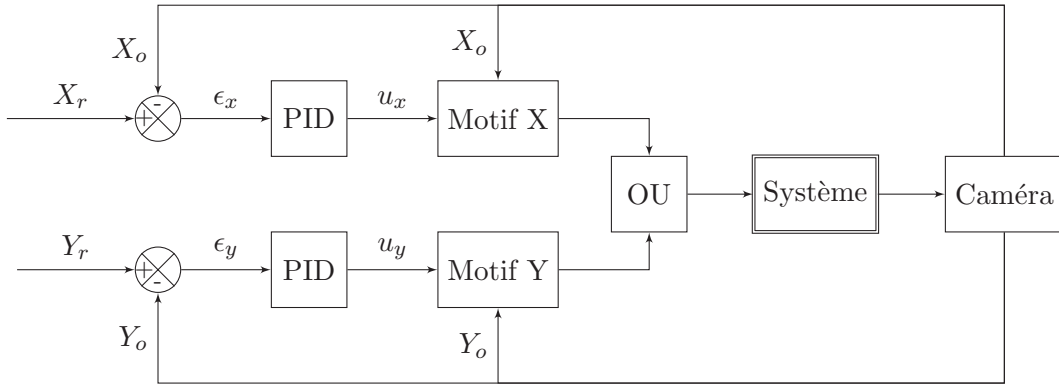 X_o
X_o
X_r
-
+
ϵ_x
PID
u_x
Motif X
OU
Système
Caméra
Y_r
+
-
ϵ_y
PID
u_y
Motif Y
Y_o
Y_o